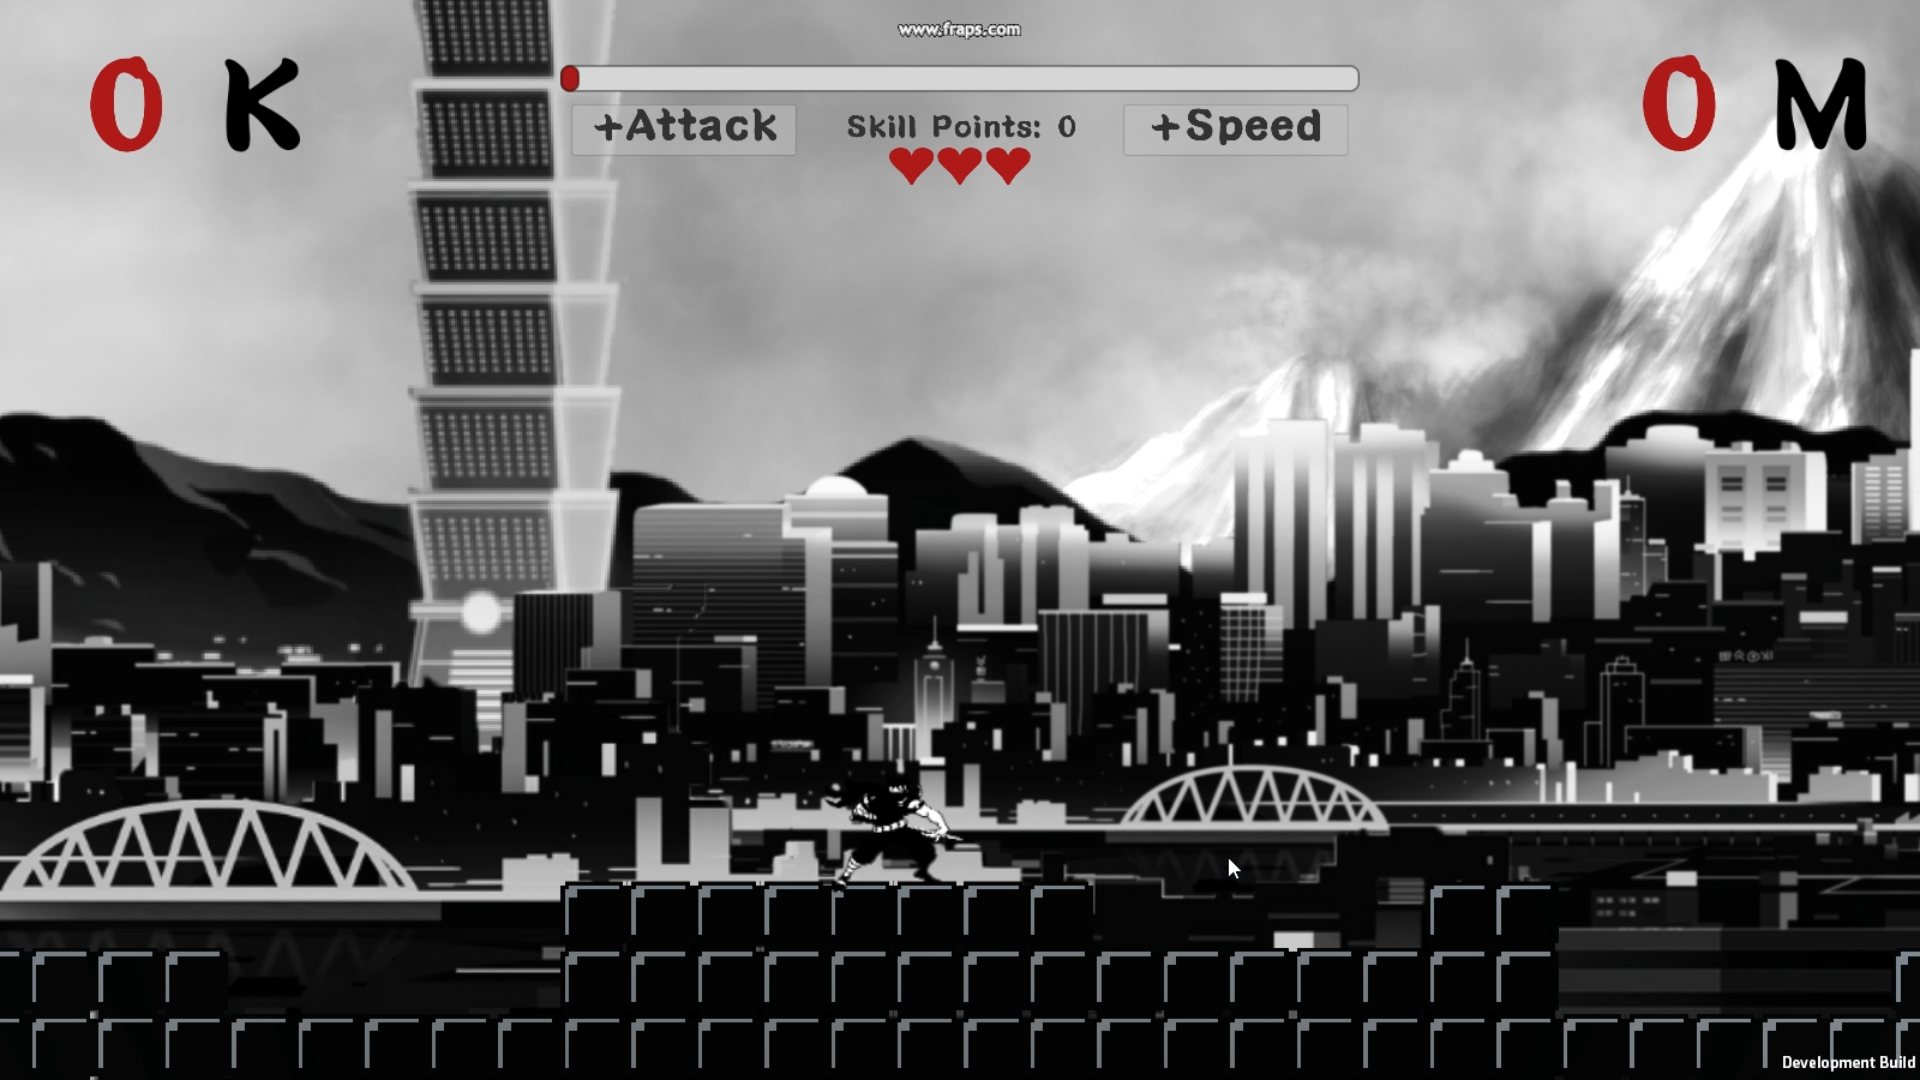 www.fraps.com
0 K
0 M
+Attack
Skill Points: 0
+Speed
Development Build